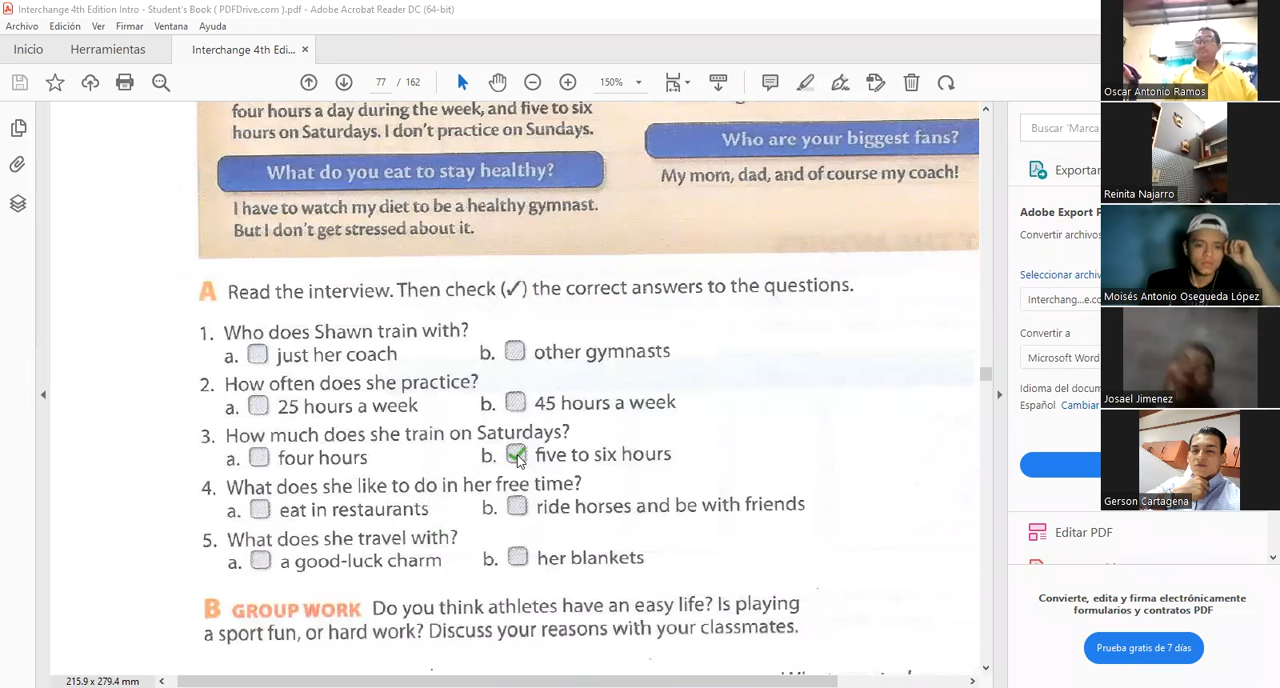 Interchange 4th Edition Intro - Student's Book ( PDFDrive.com ).pdf - Adobe Acrobat Reader DC (64-bit)
Archivo Edición Ver Firmar Ventana Ayuda
Inicio Herramientas Interchange 4th Edi... ×
77 / 162 150%
four hours a day during the week, and five to six
hours on Saturdays. I don't practice on Sundays.
What do you eat to stay healthy?
I have to watch my diet to be a healthy gymnast.
But I don't get stressed about it.
Who are your biggest fans?
My mom, dad, and of course my coach!
A Read the interview. Then check (✓) the correct answers to the questions.
1. Who does Shawn train with?
a. just her coach b. other gymnasts
2. How often does she practice?
a. 25 hours a week b. 45 hours a week
3. How much does she train on Saturdays?
a. four hours b. five to six hours
4. What does she like to do in her free time?
a. eat in restaurants b. ride horses and be with friends
5. What does she travel with?
a. a good-luck charm b. her blankets
B GROUP WORK Do you think athletes have an easy life? Is playing
a sport fun, or hard work? Discuss your reasons with your classmates.
215.9 x 279.4 mm
Buscar 'Marca
Exportar
Adobe Export P
Convertir archivos
Seleccionar archiv
Interchang...e.c
Convertir a
Microsoft Word
Idioma del docum
Español Cambiar
Editar PDF
Convierte, edita y firma electrónicamente
formularios y contratos PDF
Prueba gratis de 7 días
Oscar Antonio Ramos
Reinita Najarro
Moisés Antonio Osegueda López
Josael Jimenez
Gerson Cartagena